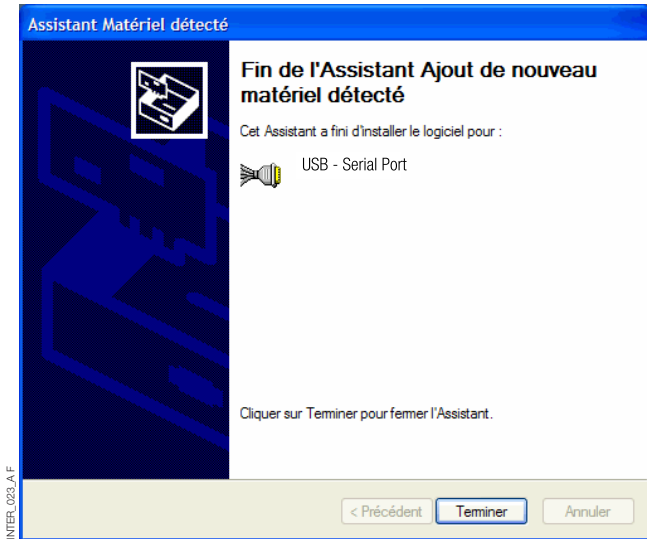 Assistant Matériel détecté
Fin de l'Assistant Ajout de nouveau
matériel détecté
Cet Assistant a fini d'installer le logiciel pour :
USB - Serial Port
Cliquer sur Terminer pour fermer l'Assistant.
< Précédent
Terminer
Annuler
INTER_023_A F